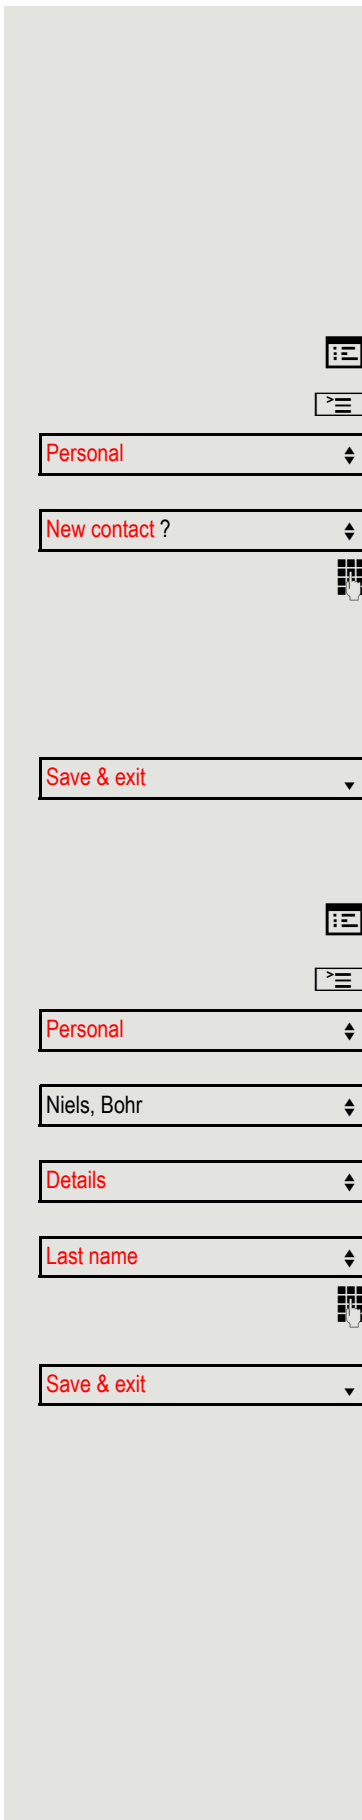 Personal
New contact ?
Save & exit
Personal
Niels, Bohr
Details
Last name
Save & exit